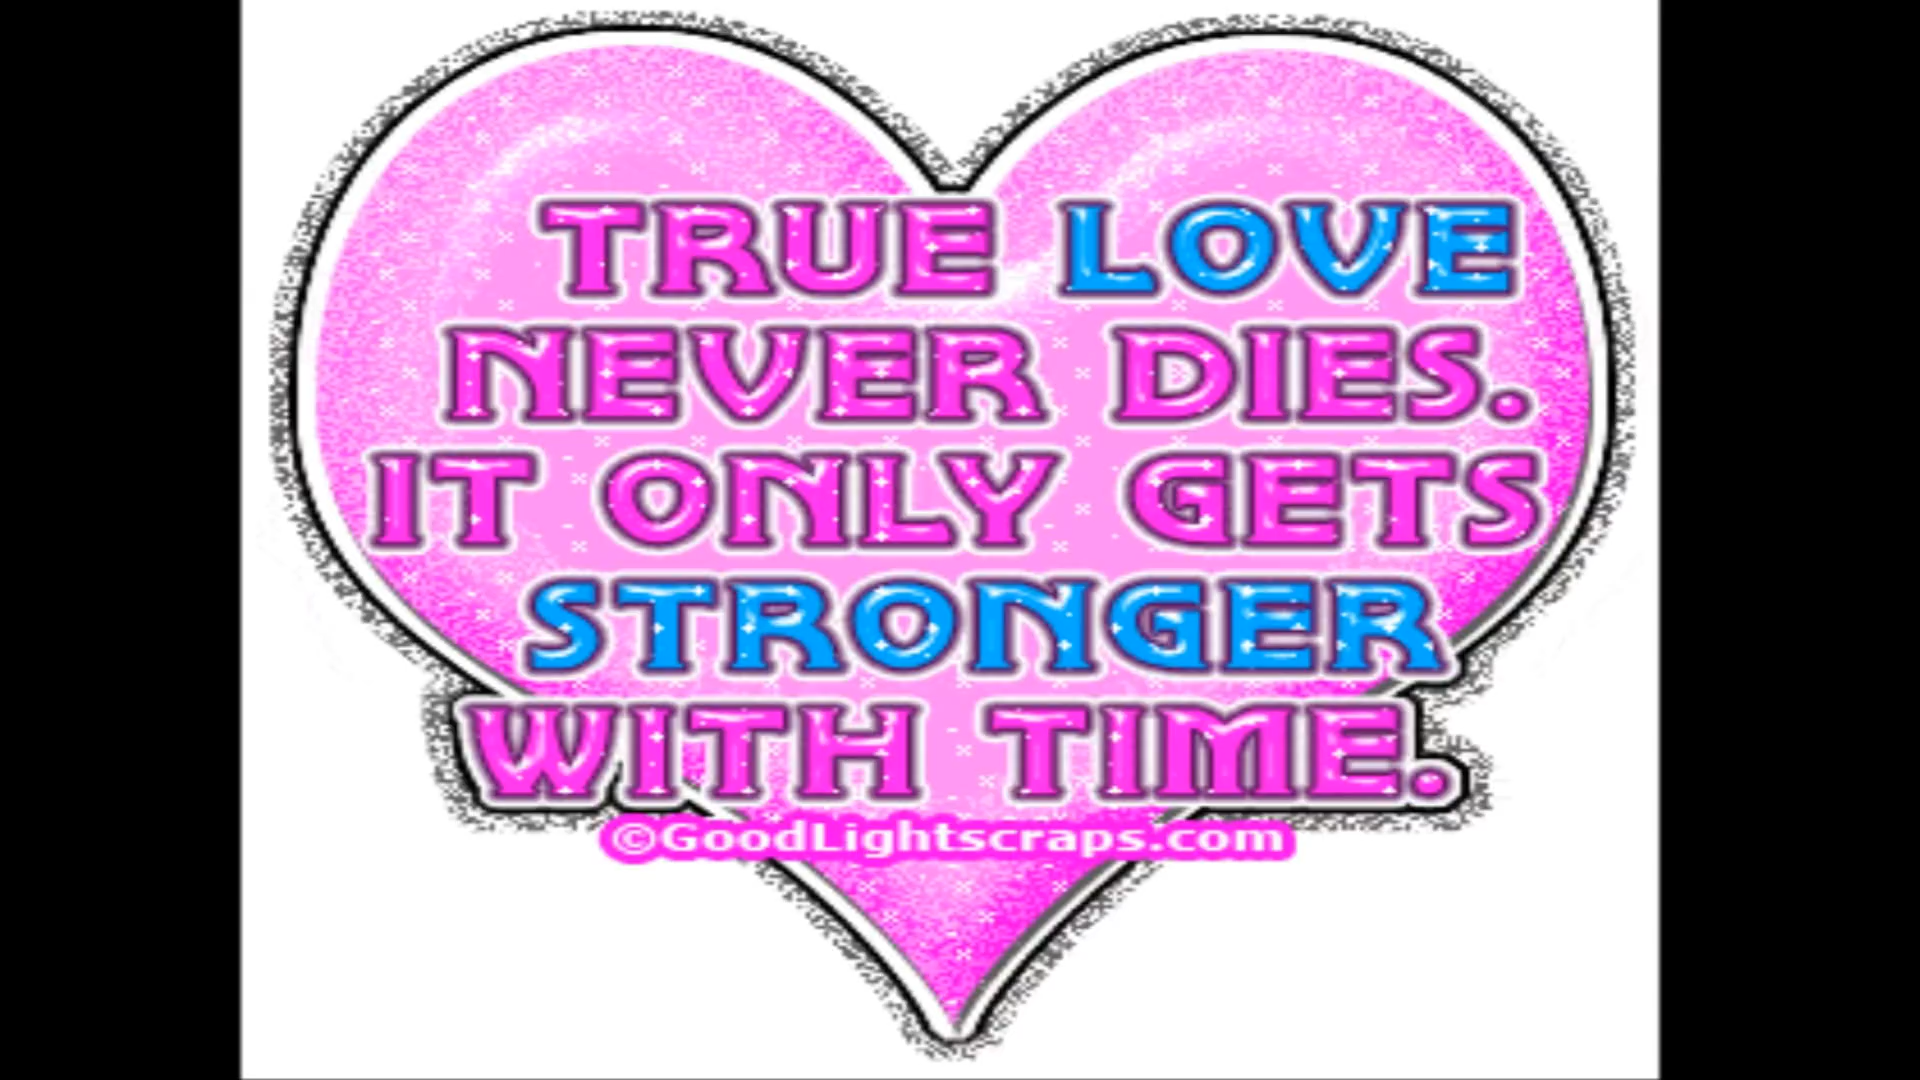 TRUE LOVE
NEVER DIES.
IT ONLY GETS
STRONGER
WITH TIME.
©GoodLightscraps.com